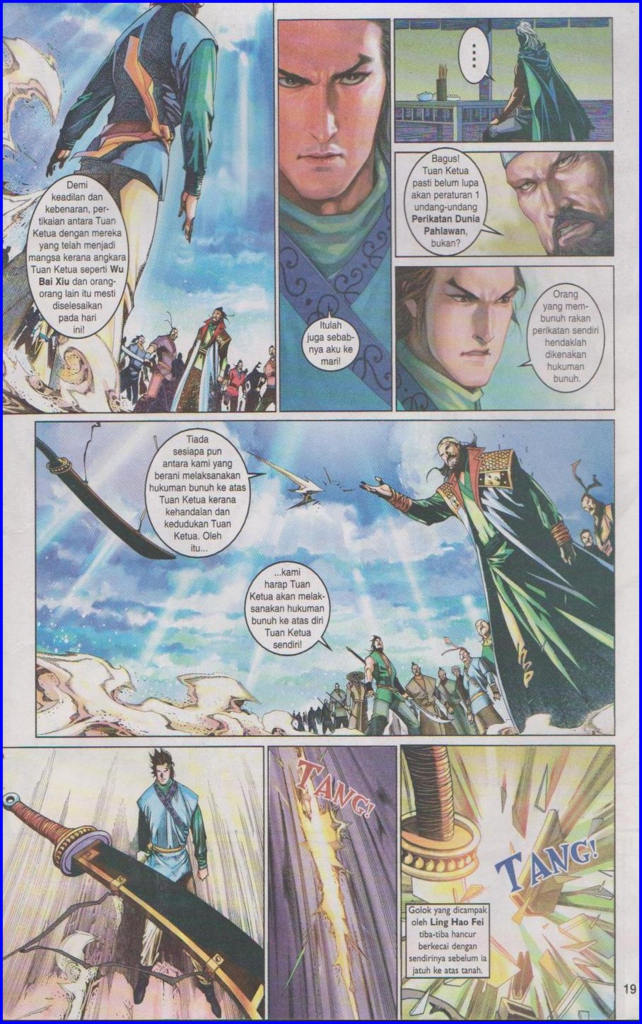 Demi
keadilan dan
kebenaran, per-
tikaian antara Tuan
Ketua dengan mereka
yang telah menjadi
mangsa kerana angkara
Tuan Ketua seperti Wu
Bai Xiu dan orang-
orang lain itu mesti
diselesaikan
pada hari
ini!
Itulah
juga sebab-
nya aku ke
mari!
....
Bagus!
Tuan Ketua
pasti belum lupa
akan peraturan 1
undang-undang
Perikatan Dunia
Pahlawan,
bukan?
Orang
yang mem-
bunuh rakan
perikatan sendiri
hendaklah
dikenakan
hukuman
bunuh.
Tiada
sesiapa pun
antara kami yang
berani melaksanakan
hukuman bunuh ke atas
Tuan Ketua kerana
kehandalan dan
kedudukan Tuan
Ketua. Oleh
itu...
...kami
harap Tuan
Ketua akan melak-
sanakan hukuman
bunuh ke atas diri
Tuan Ketua
sendiri!
TANG!
TANG!
Golok yang dicampak
oleh Ling Hao Fei
tiba-tiba hancur
berkecai dengan
sendirinya sebelum ia
jatuh ke atas tanah.
19